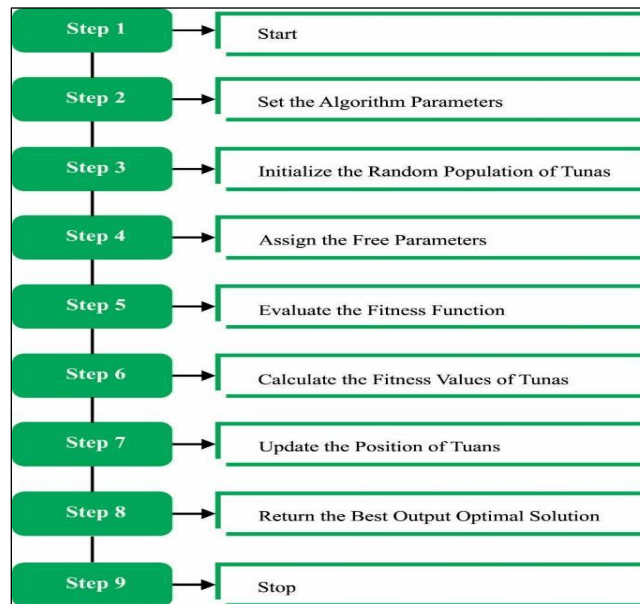 Step 1
Start
Step 2
Set the Algorithm Parameters
Step 3
Initialize the Random Population of Tunas
Step 4
Assign the Free Parameters
Step 5
Evaluate the Fitness Function
Step 6
Calculate the Fitness Values of Tunas
Step 7
Update the Position of Tuans
Step 8
Return the Best Output Optimal Solution
Step 9
Stop